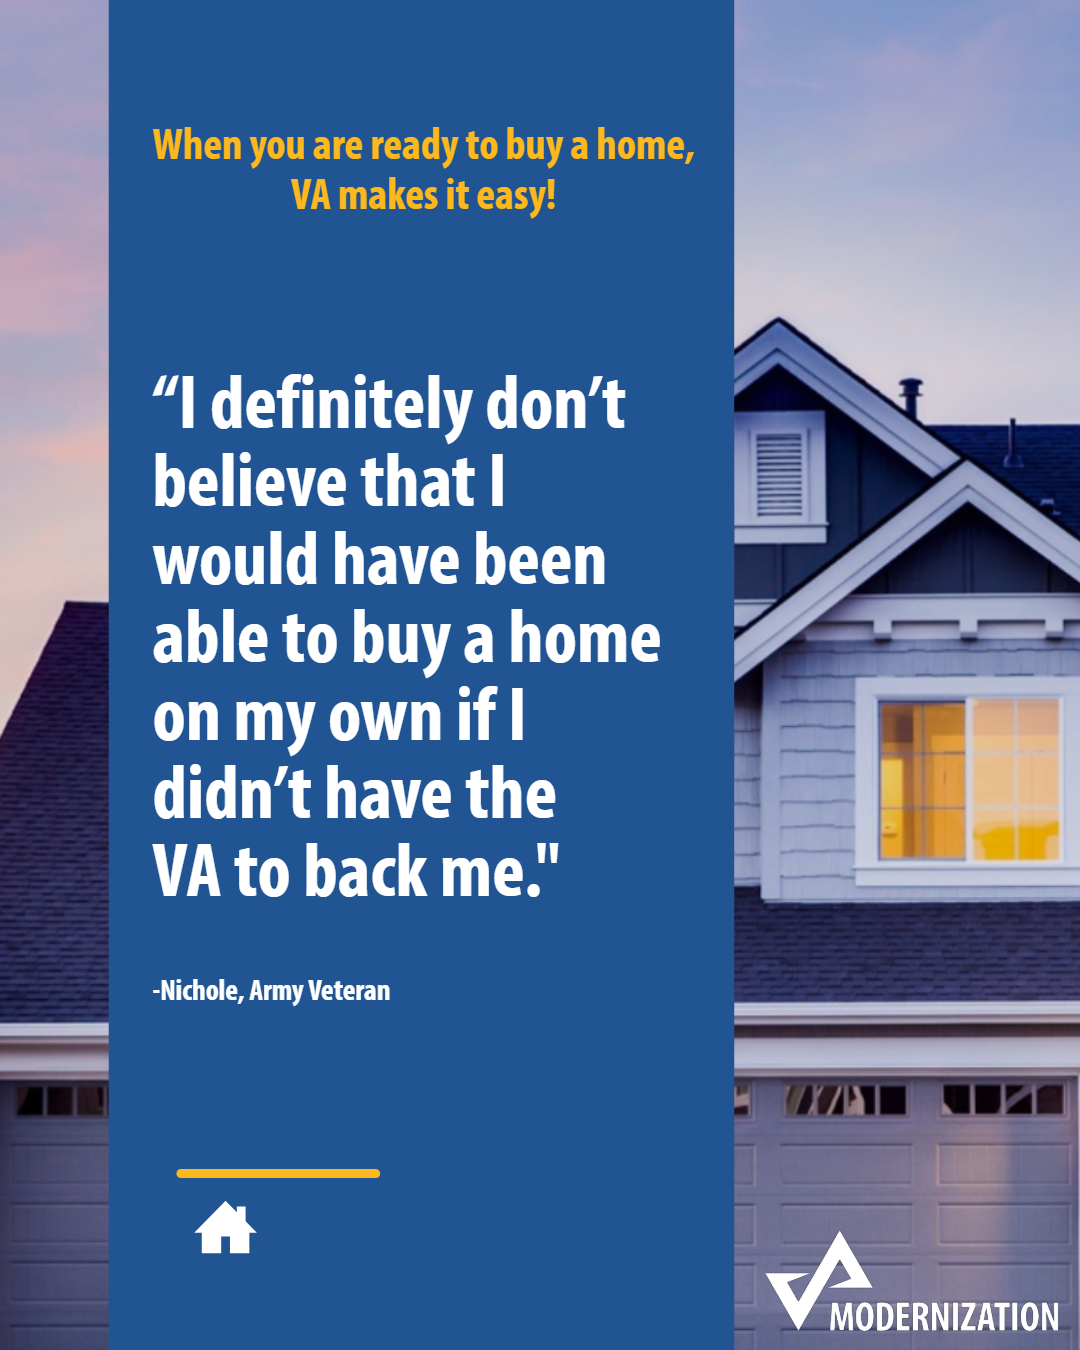 When you are ready to buy a home,
VA makes it easy!
“I definitely don’t
believe that I
would have been
able to buy a home
on my own if I
didn’t have the
VA to back me."
-Nichole, Army Veteran
VA
MODERNIZATION